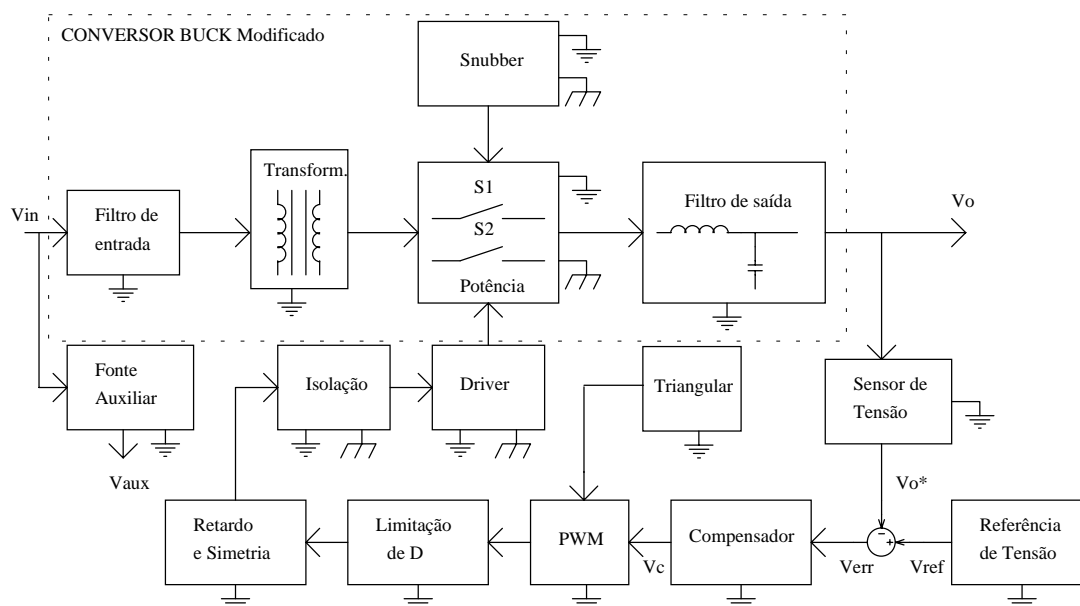 CONVERSOR BUCK Modificado
Snubber
Transform.
S1
S2
Potência
Filtro de saída
Vin
Filtro de
entrada
Vo
Fonte
Auxiliar
Isolação
Driver
Triangular
Sensor de
Tensão
Vaux
Vo*
Retardo
e Simetria
Limitação
de D
PWM
Vc
Compensador
Verr
-
+
Vref
Referência
de Tensão